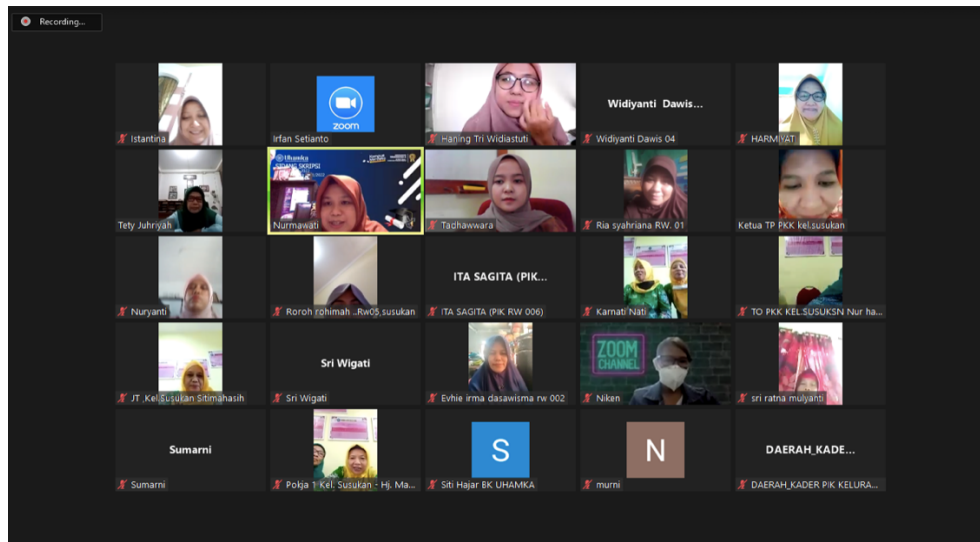 Recording...
Istantina
zoom
Irfan Setianto
Haning Tri Widiastuti
Widiyanti Dawis...
Widiyanti Dawis 04
HARMIYATI
Tety Juhriyah
Uhamka
SIDANG SKRIPSI
Nurmawati
Tadhawwara
Ria syahriana RW. 01
Ketua TP PKK kel.susukan
Nuryanti
Roroh rohimah ..Rw05,susukan
ITA SAGITA (PIK...
ITA SAGITA (PIK RW 006)
Karnati Nati
TO PKK KEL.SUSUKSN Nur ha...
JT ,Kel.Susukan Sitimahasih
Sri Wigati
Sri Wigati
Evhie irma dasawisma rw 002
ZOOM
CHANNEL
Niken
sri ratna mulyanti
Sumarni
Sumarni
Pokja 1 Kel. Susukan - Hj. Ma...
S
Siti Hajar BK UHAMKA
N
murni
DAERAH_KADE...
DAERAH_KADER PIK KELURA...